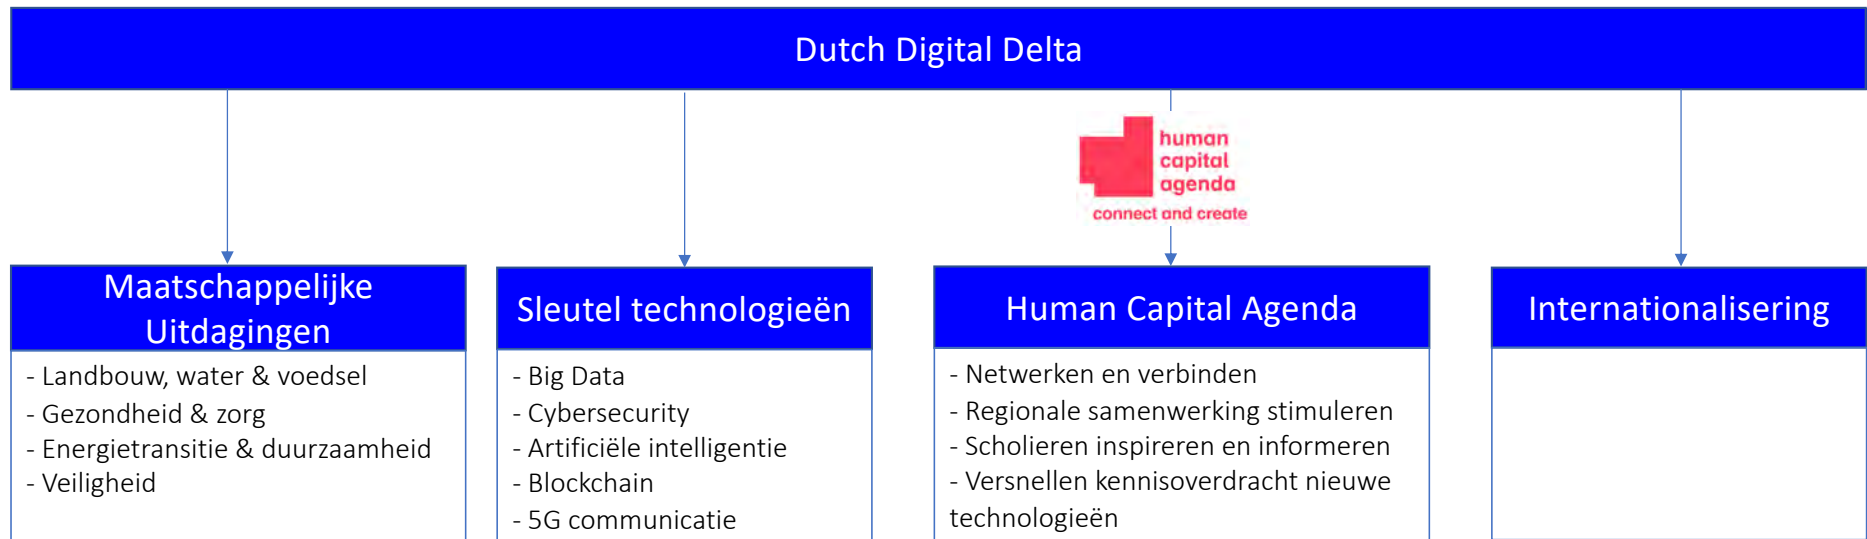 Dutch Digital Delta
human
capital
agenda
connect and create
Maatschappelijke
Uitdagingen
- Landbouw, water & voedsel
- Gezondheid & zorg
- Energietransitie & duurzaamheid
- Veiligheid
Sleutel technologieën
- Big Data
- Cybersecurity
- Artificiële intelligentie
- Blockchain
- 5G communicatie
Human Capital Agenda
- Netwerken en verbinden
- Regionale samenwerking stimuleren
- Scholieren inspireren en informeren
- Versnellen kennisoverdracht nieuwe
technologieën
Internationalisering